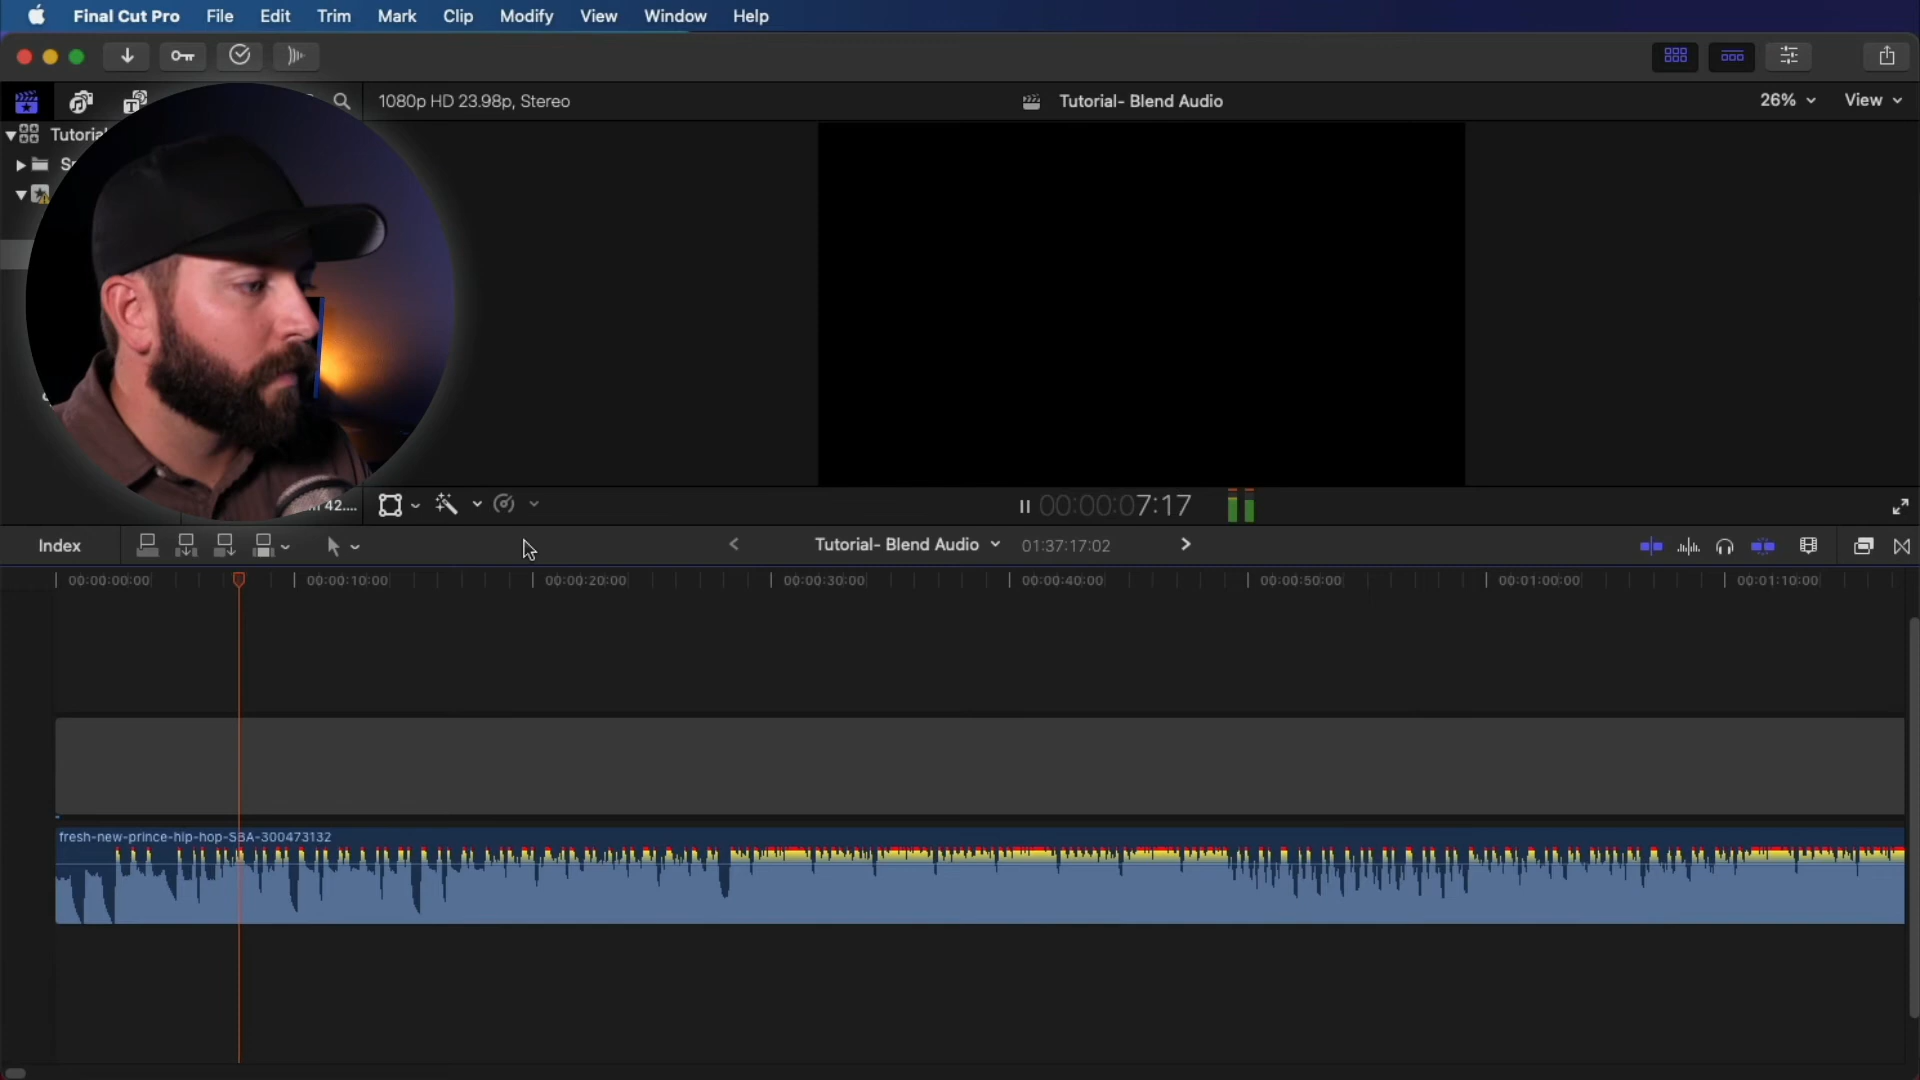 Final Cut Pro File Edit Trim Mark Clip Modify View Window Help
1080p HD 23.98p, Stereo
Tutorial- Blend Audio
26%
View
Tutorial
42....
00:00:07:17
Index
Tutorial- Blend Audio
01:37:17:02
00:00:00:00 00:00:10:00 00:00:20:00 00:00:30:00 00:00:40:00 00:00:50:00 00:01:00:00 00:01:10:00
fresh-new-prince-hip-hop-SBA-300473132